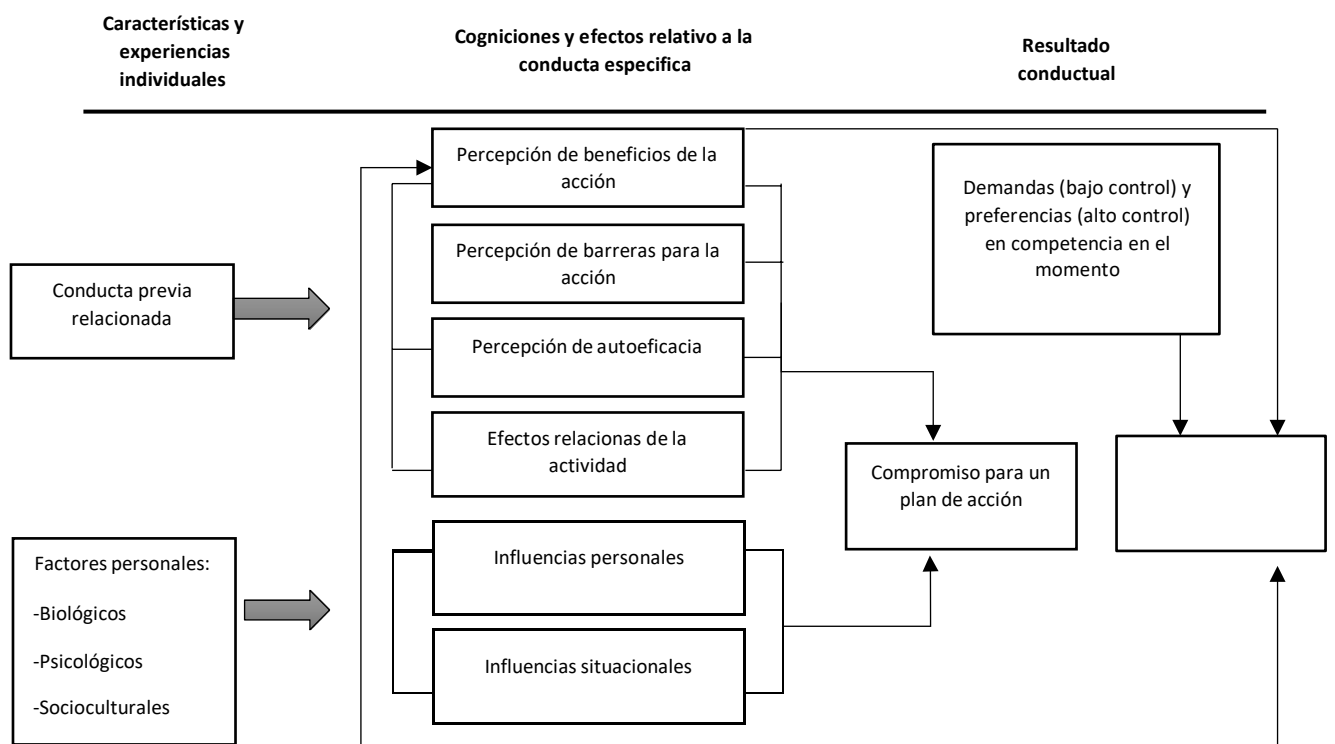 Características y
experiencias
individuales
Cogniciones y efectos relativo a la
conducta especifica
Resultado
conductual
Percepción de beneficios de la
acción
Percepción de barreras para la
acción
Percepción de autoeficacia
Efectos relacionas de la
actividad
Influencias personales
Influencias situacionales
Conducta previa
relacionada
Factores personales:
-Biológicos
-Psicológicos
-Socioculturales
Demandas (bajo control) y
preferencias (alto control)
en competencia en el
momento
Compromiso para un
plan de acción